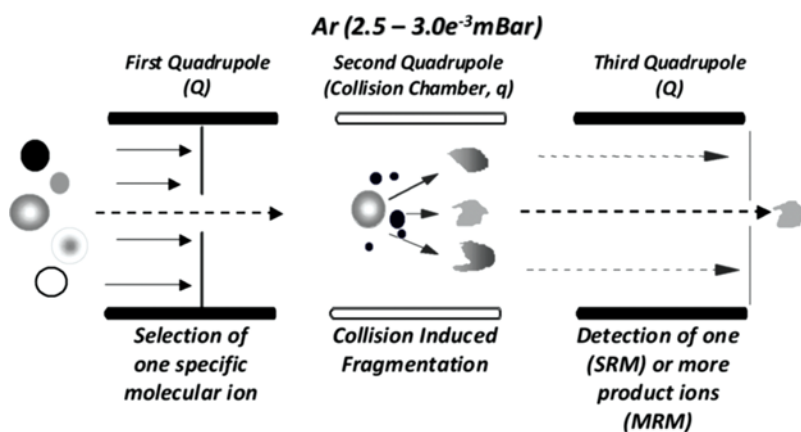 Ar (2.5 – 3.0e⁻³mBar)
First Quadrupole
(Q)
Second Quadrupole
(Collision Chamber, q)
Third Quadrupole
(Q)
Selection of
one specific
molecular ion
Collision Induced
Fragmentation
Detection of one
(SRM) or more
product ions
(MRM)